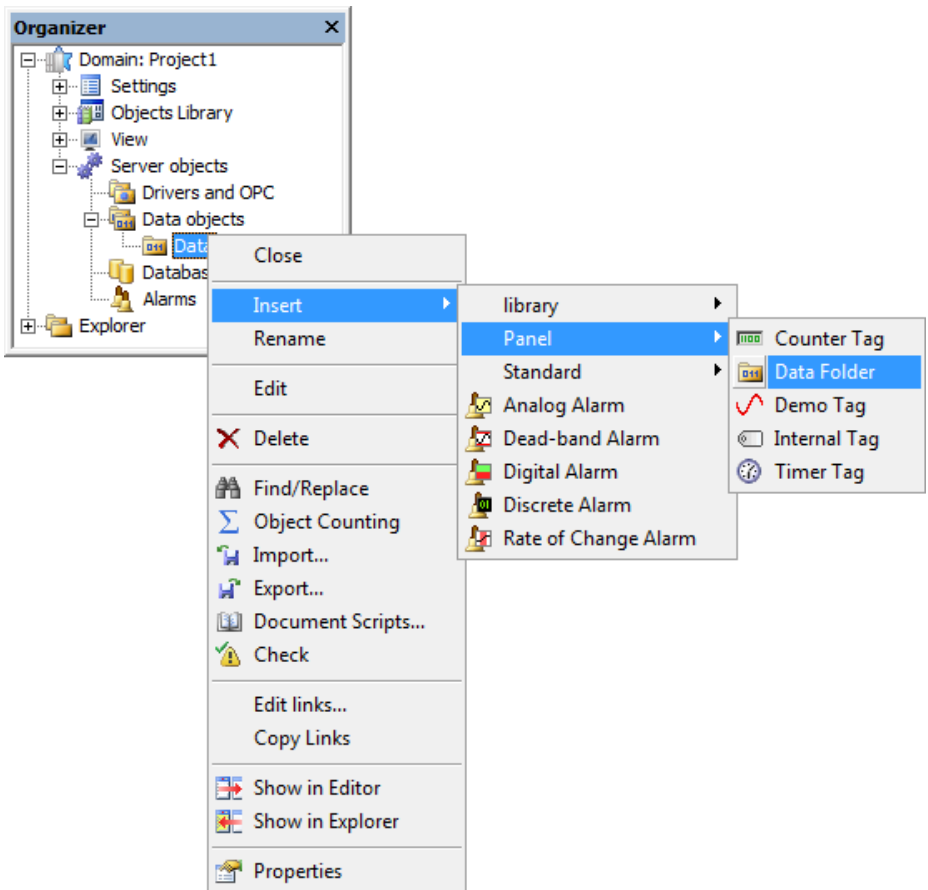 Organizer
Domain: Project1
Settings
Objects Library
View
Server objects
Drivers and OPC
Data objects
Data
Databas
Alarms
Explorer
Close
Insert
Rename
Edit
Delete
Find/Replace
Object Counting
Import...
Export...
Document Scripts...
Check
Edit links...
Copy Links
Show in Editor
Show in Explorer
Properties
library
Panel
Standard
Analog Alarm
Dead-band Alarm
Digital Alarm
Discrete Alarm
Rate of Change Alarm
Counter Tag
Data Folder
Demo Tag
Internal Tag
Timer Tag